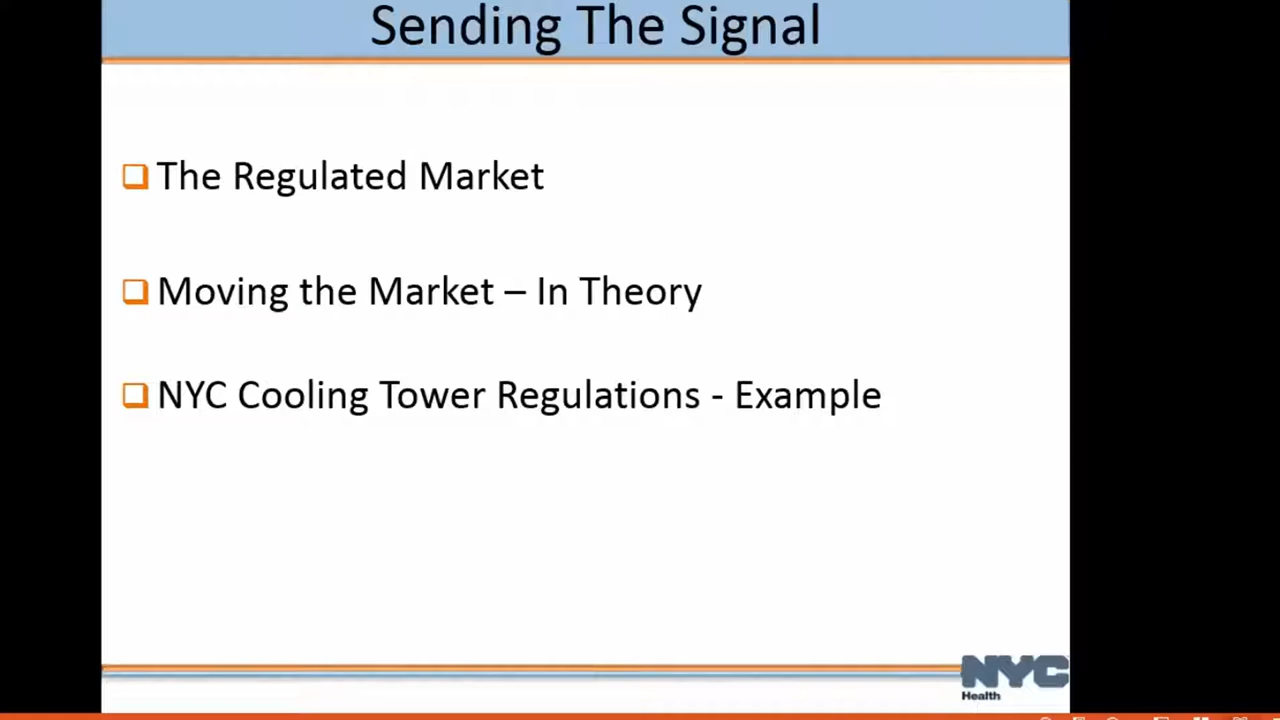 Sending The Signal
The Regulated Market
Moving the Market – In Theory
NYC Cooling Tower Regulations - Example
NYC
Health